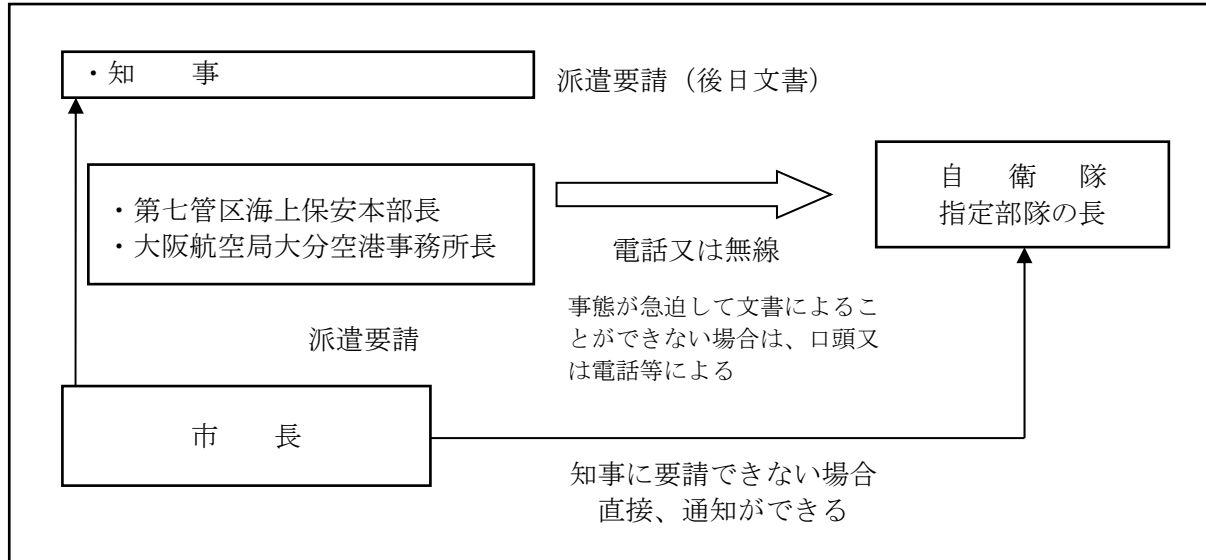 ・知　　事
派遣要請（後日文書）
・第七管区海上保安本部長
・大阪航空局大分空港事務所長
自　衛　隊
指定部隊の長
電話又は無線
事態が急迫して文書によるこ
とができない場合は、口頭又
は電話等による
派遣要請
市　　長
知事に要請できない場合
直接、通知ができる